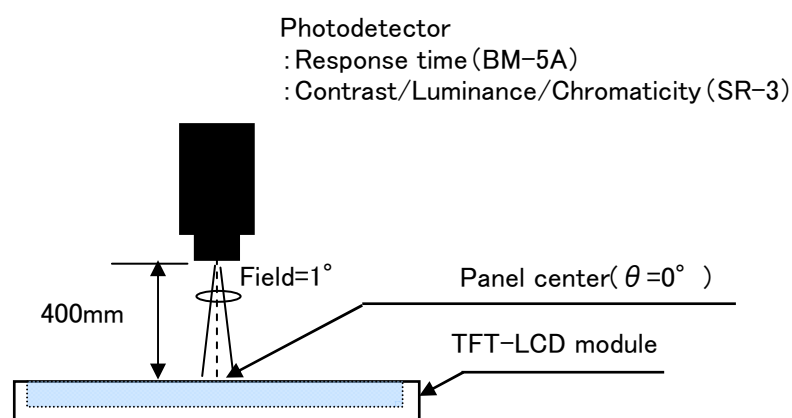 Photodetector
:Response time(BM-5A)
:Contrast/Luminance/Chromaticity(SR-3)
Field=1°
Panel center(θ=0° )
400mm
TFT-LCD module